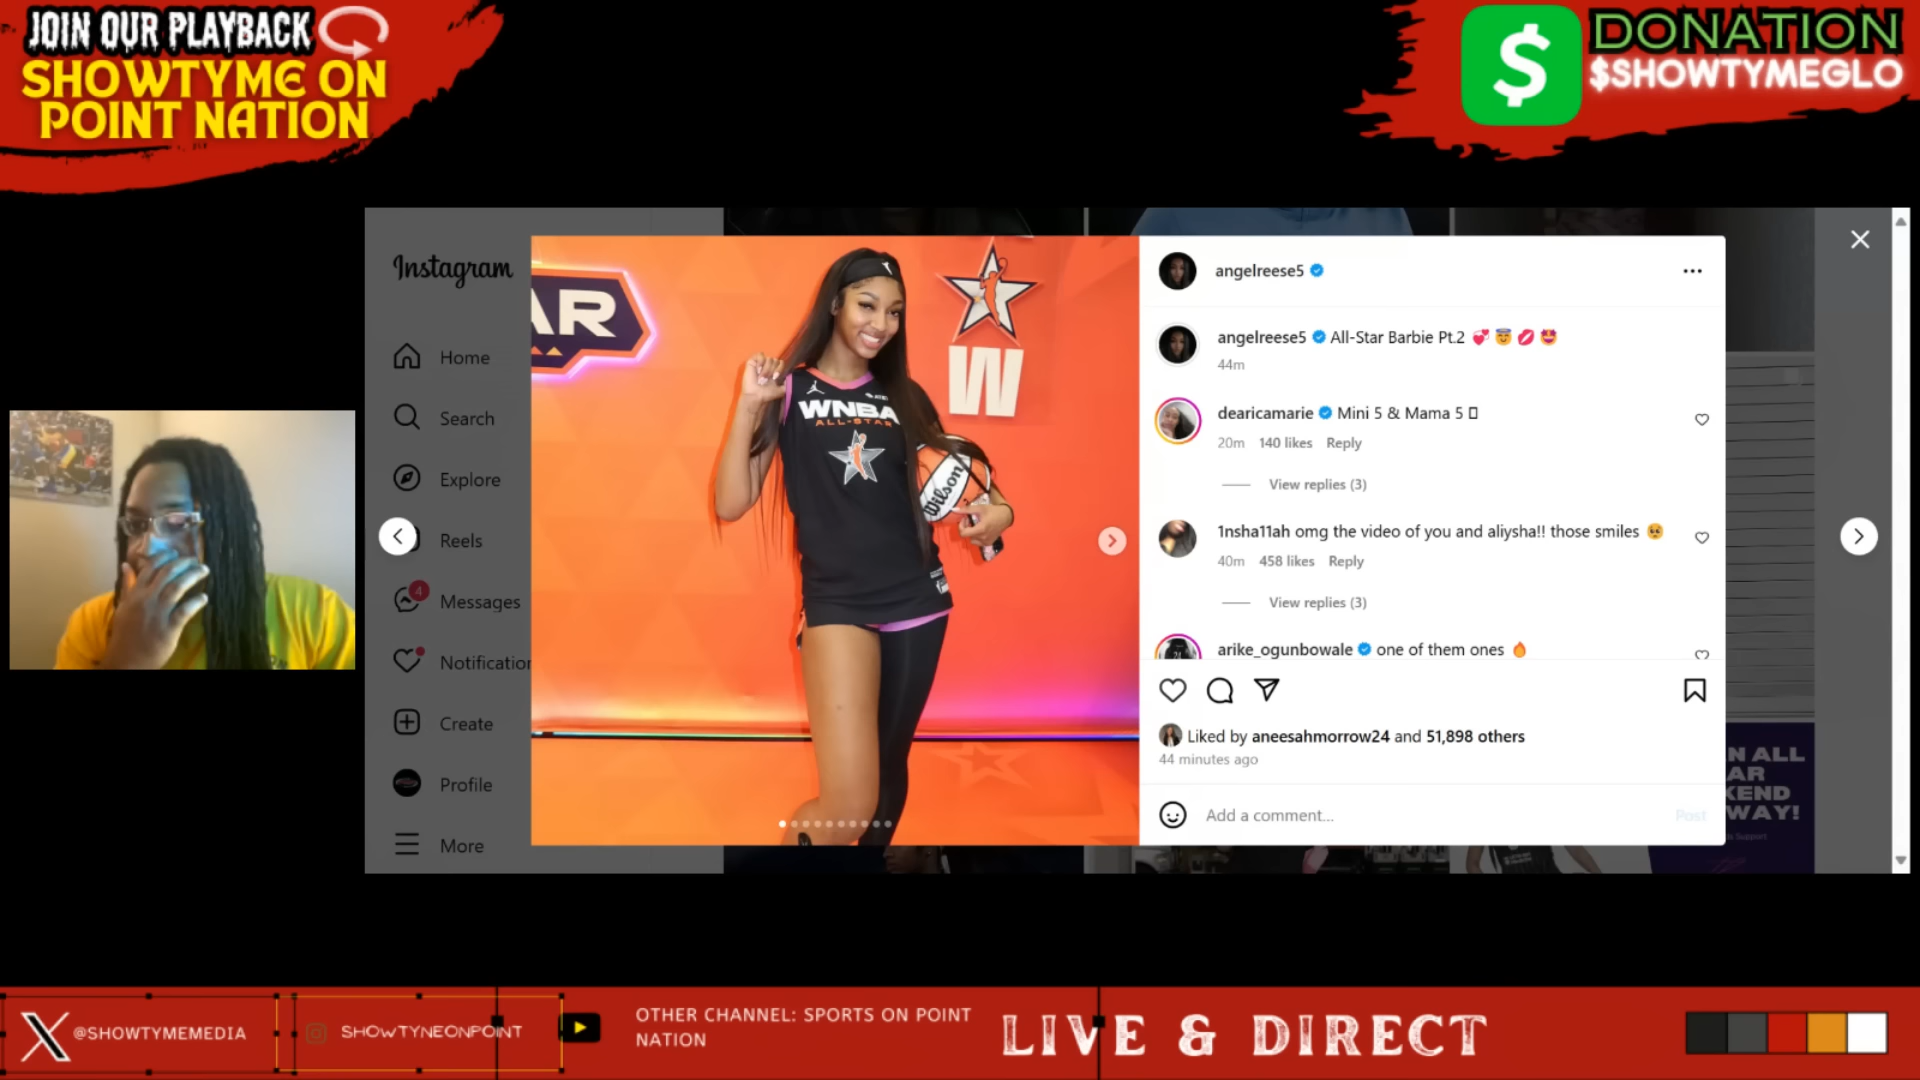 JOIN OUR PLAYBACK
SHOWTYME ON
POINT NATION
$
DONATION
$SHOWTYMEGLO
Instagram
Home
Search
Explore
Reels
4
Messages
Notification
Create
Profile
More
AR
W
WNBA
ALL-STAR
Wilson
angelreese5
angelreese5 All-Star Barbie Pt.2 💞 😇 💋 🤩
44m
dearicamarie Mini 5 & Mama 5
20m 140 likes Reply
View replies (3)
1nsha11ah omg the video of you and aliysha!! those smiles 🥹
40m 458 likes Reply
View replies (3)
arike_ogunbowale one of them ones 🔥
Liked by aneesahmorrow24 and 51,898 others
44 minutes ago
Add a comment...
Post
N ALL
AR
KEND
WAY!
Support
@SHOWTYMEMEDIA
SHOWTYNEONPOINT
OTHER CHANNEL: SPORTS ON POINT
NATION
LIVE & DIRECT